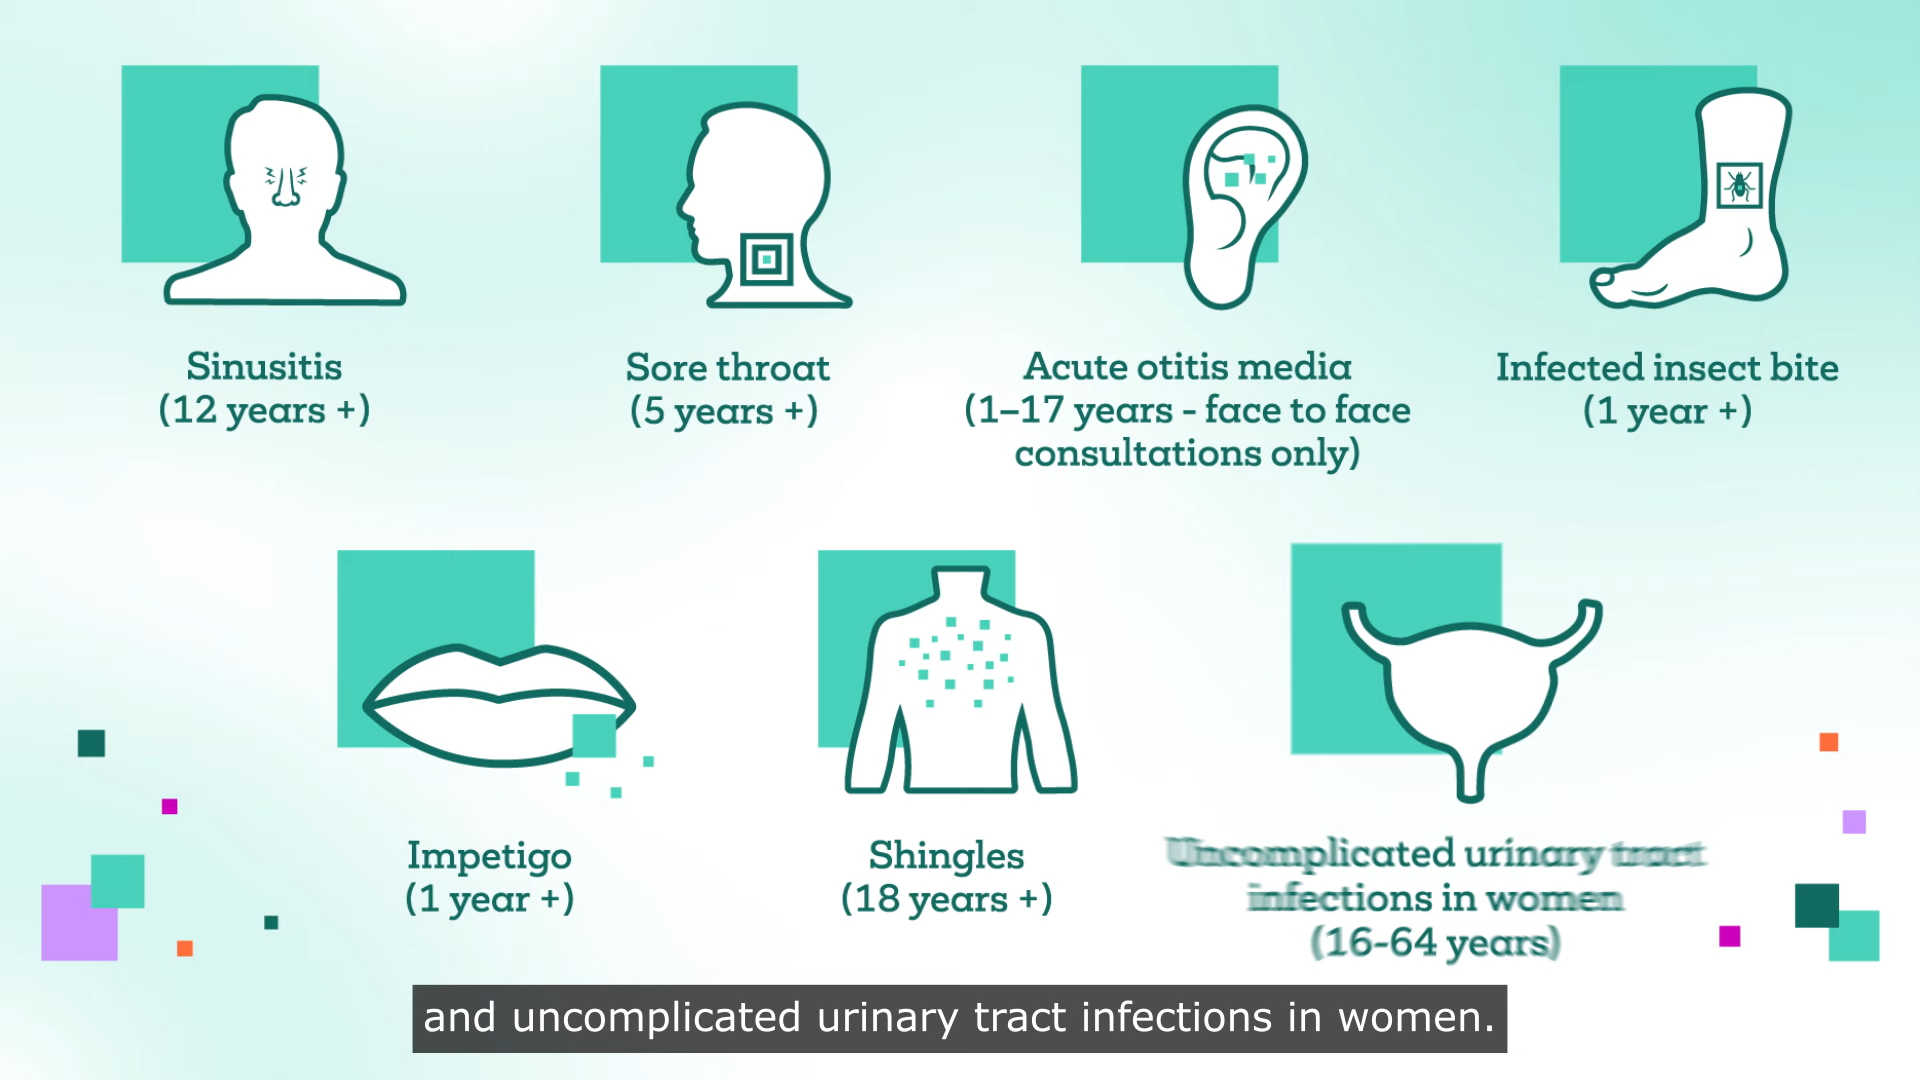 Sinusitis
(12 years +)
Sore throat
(5 years +)
Acute otitis media
(1–17 years - face to face
consultations only)
Infected insect bite
(1 year +)
Impetigo
(1 year +)
Shingles
(18 years +)
Uncomplicated urinary tract
infections in women
(16-64 years)
and uncomplicated urinary tract infections in women.